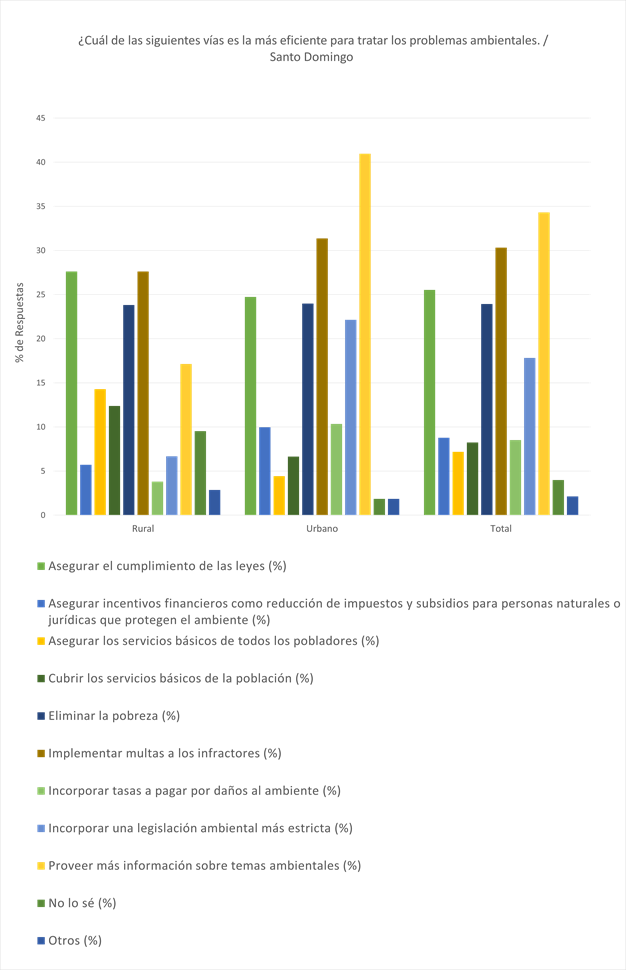 ¿Cuál de las siguientes vías es la más eficiente para tratar los problemas ambientales. /
Santo Domingo
45
40
35
30
25
20
15
10
5
0
% de Respuestas
Rural
Urbano
Total
Asegurar el cumplimiento de las leyes (%)
Asegurar incentivos financieros como reducción de impuestos y subsidios para personas naturales o
jurídicas que protegen el ambiente (%)
Asegurar los servicios básicos de todos los pobladores (%)
Cubrir los servicios básicos de la población (%)
Eliminar la pobreza (%)
Implementar multas a los infractores (%)
Incorporar tasas a pagar por daños al ambiente (%)
Incorporar una legislación ambiental más estricta (%)
Proveer más información sobre temas ambientales (%)
No lo sé (%)
Otros (%)